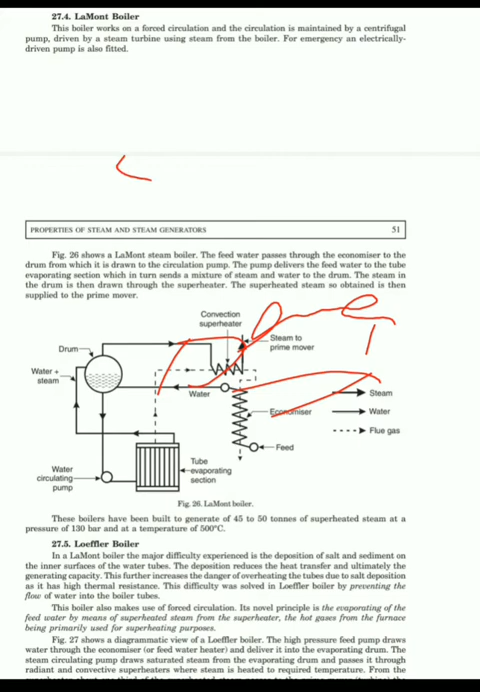 27.4. LaMont Boiler
This boiler works on a forced circulation and the circulation is maintained by a centrifugal
pump, driven by a steam turbine using steam from the boiler. For emergency an electrically-
driven pump is also fitted.
PROPERTIES OF STEAM AND STEAM GENERATORS 51
Fig. 26 shows a LaMont steam boiler. The feed water passes through the economiser to the
drum from which it is drawn to the circulation pump. The pump delivers the feed water to the tube
evaporating section which in turn sends a mixture of steam and water to the drum. The steam in
the drum is then drawn through the superheater. The superheated steam so obtained is then
supplied to the prime mover.
Convection
superheater
Steam to
prime mover
Drum
Water +
steam
Water
Steam
Economiser
Water
Feed
Flue gas
Tube
evaporating
section
Water
circulating
pump
Fig. 26. LaMont boiler.
These boilers have been built to generate of 45 to 50 tonnes of superheated steam at a
pressure of 130 bar and at a temperature of 500°C.
27.5. Loeffler Boiler
In a LaMont boiler the major difficulty experienced is the deposition of salt and sediment on
the inner surfaces of the water tubes. The deposition reduces the heat transfer and ultimately the
generating capacity. This further increases the danger of overheating the tubes due to salt deposition
as it has high thermal resistance. This difficulty was solved in Loeffler boiler by preventing the
flow of water into the boiler tubes.
This boiler also makes use of forced circulation. Its novel principle is the evaporating of the
feed water by means of superheated steam from the superheater, the hot gases from the furnace
being primarily used for superheating purposes.
Fig. 27 shows a diagrammatic view of a Loeffler boiler. The high pressure feed pump draws
water through the economiser (or feed water heater) and deliver it into the evaporating drum. The
steam circulating pump draws saturated steam from the evaporating drum and passes it through
radiant and convective superheaters where steam is heated to required temperature. From the